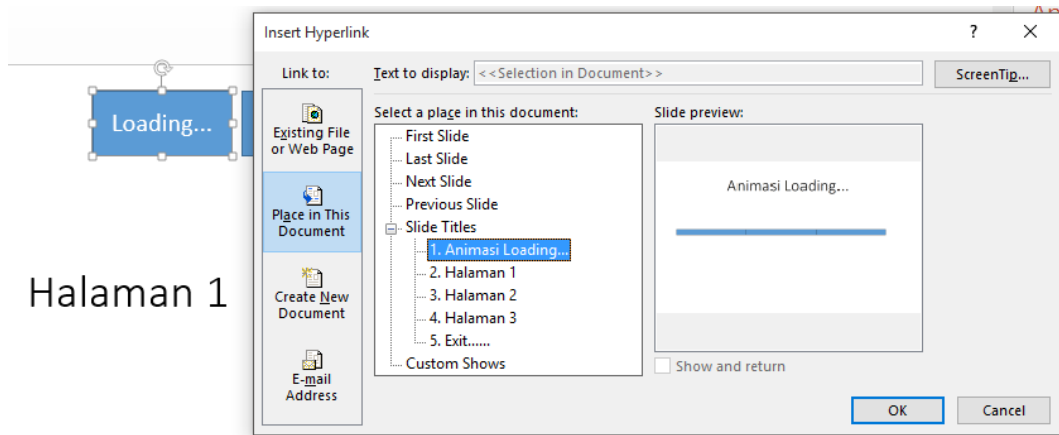 Insert Hyperlink
?
Link to:
Text to display:
<<Selection in Document>>
ScreenTip...
Loading...
Existing File
or Web Page
Place in This
Document
Create New
Document
E-mail
Address
Select a place in this document:
First Slide
Last Slide
Next Slide
Previous Slide
Slide Titles
1. Animasi Loading...
2. Halaman 1
3. Halaman 2
4. Halaman 3
5. Exit......
Custom Shows
Slide preview:
Animasi Loading...
Show and return
Halaman 1
OK
Cancel